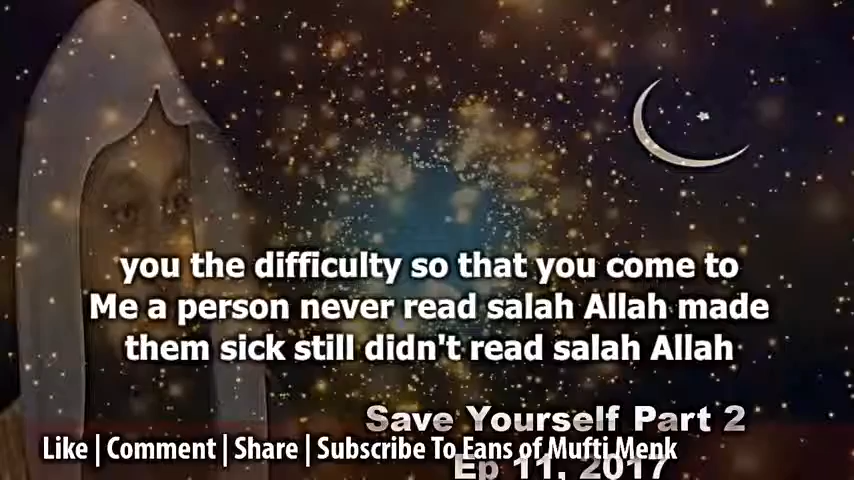 you the difficulty so that you come to
Me a person never read salah Allah made
them sick still didn't read salah Allah
Save Yourself Part 2
Like | Comment | Share | Subscribe To Fans of Mufti Menk
Ep 11, 2017